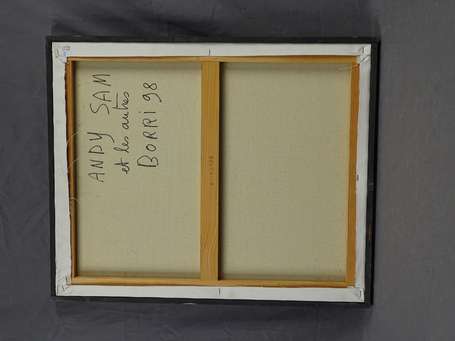 ANDY SAM
et les autres
BORRI 98